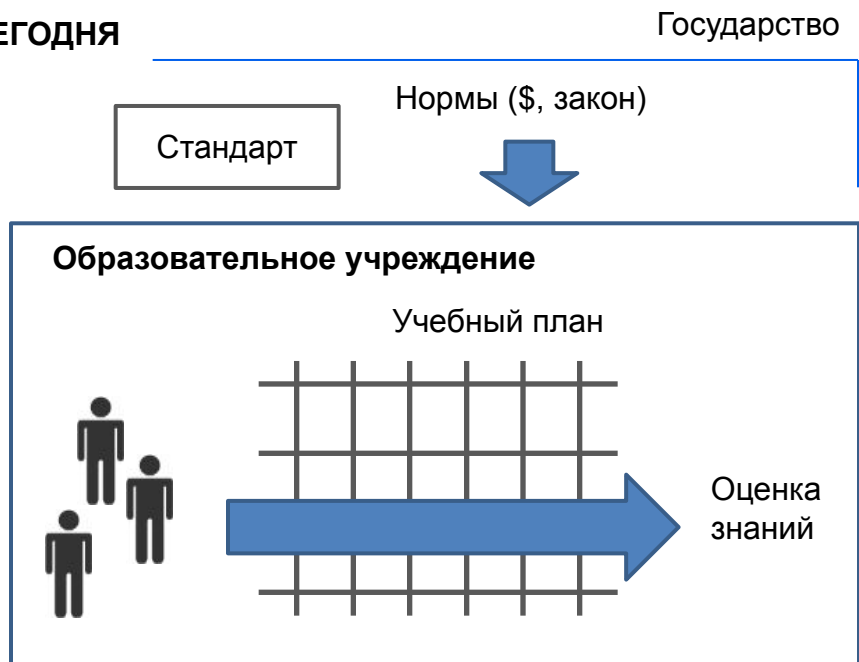 ЕГОДНЯ
Государство
Нормы ($, закон)
Стандарт
Образовательное учреждение
Учебный план
Оценка
знаний